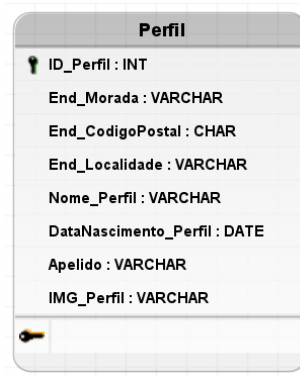 Perfil
ID_Perfil : INT
End_Morada : VARCHAR
End_CodigoPostal : CHAR
End_Localidade : VARCHAR
Nome_Perfil : VARCHAR
DataNascimento_Perfil : DATE
Apelido : VARCHAR
IMG_Perfil : VARCHAR